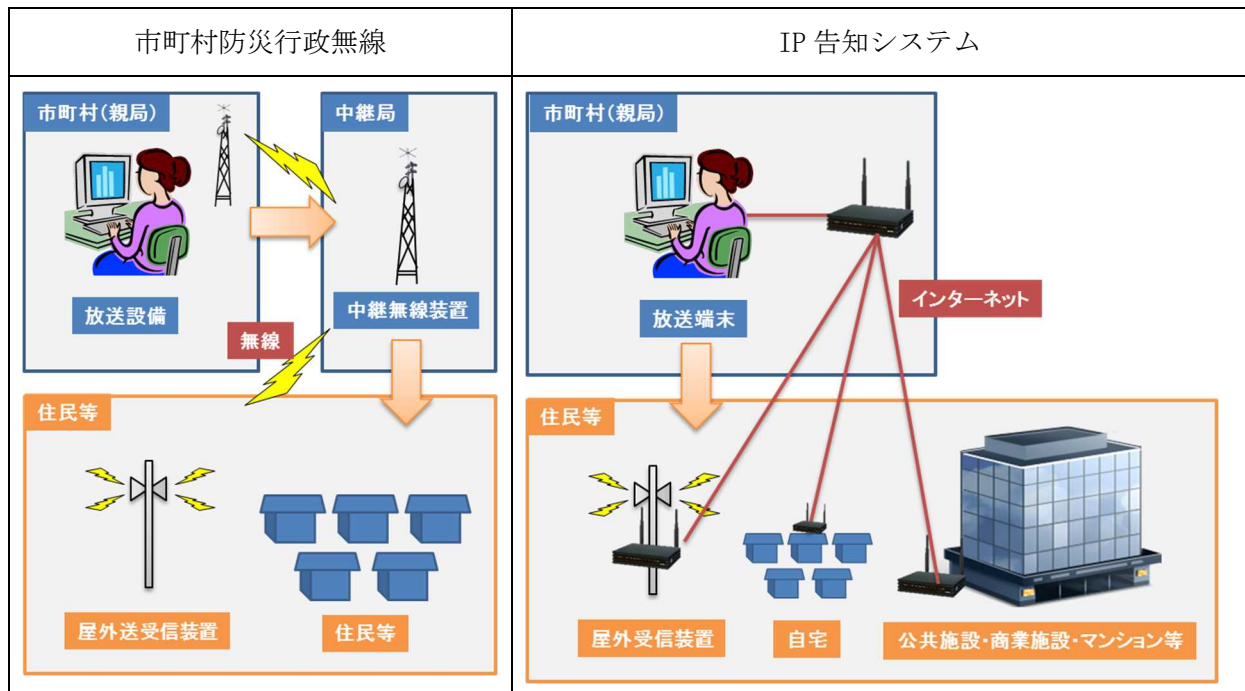 市町村防災行政無線
IP 告知システム
市町村(親局)
中継局
放送設備
中継無線装置
無線
住民等
屋外送受信装置
住民等
市町村(親局)
放送端末
インターネット
住民等
屋外受信装置
自宅
公共施設・商業施設・マンション等